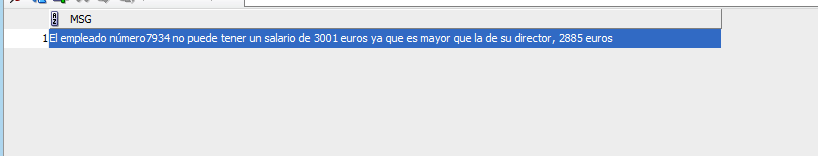 MSG
1 El empleado número7934 no puede tener un salario de 3001 euros ya que es mayor que la de su director, 2885 euros